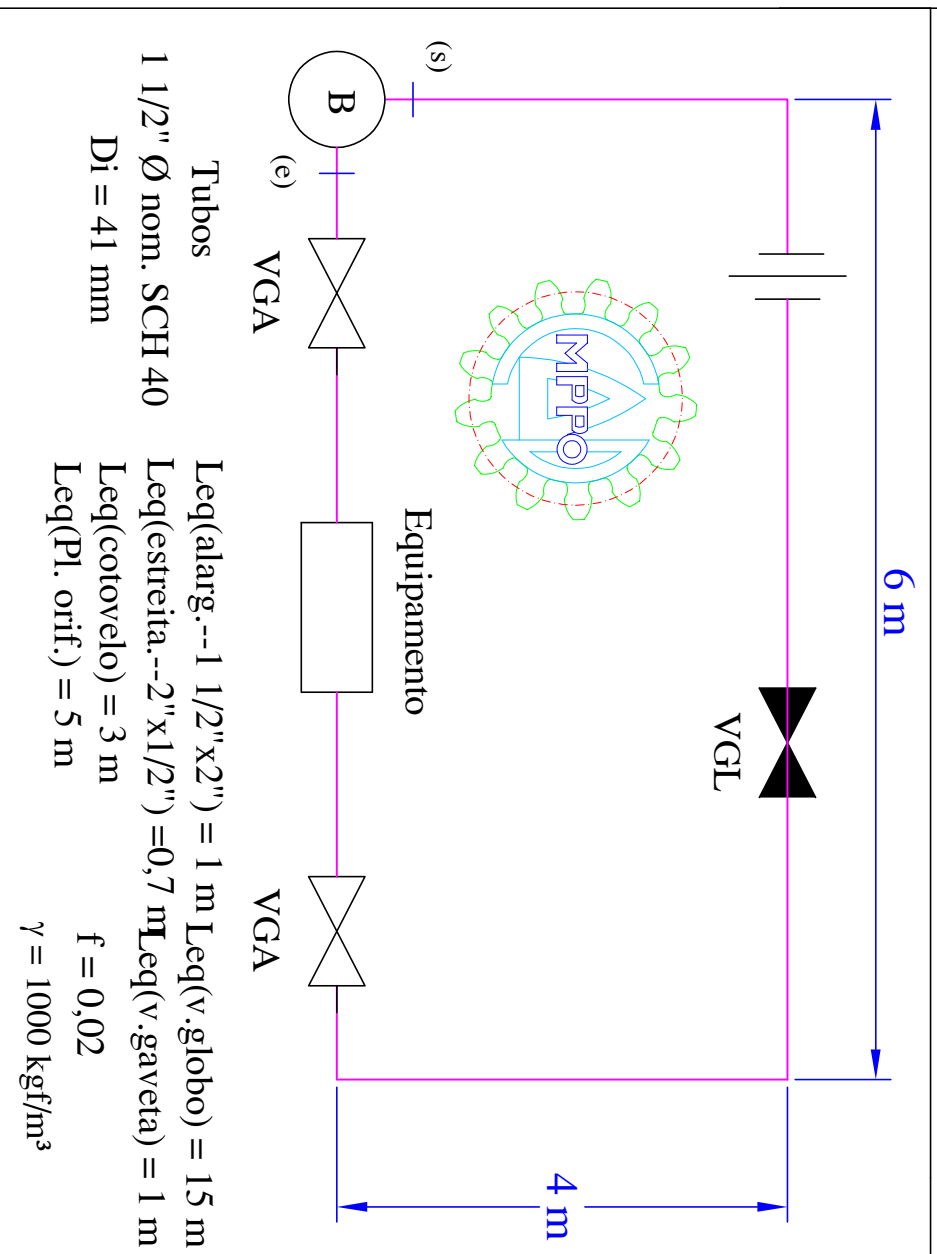 6 m
4 m
VGL
MPPO
(s)
B
(e)
VGA
Equipamento
VGA
Tubos
1 1/2" Ø nom. SCH 40
Di = 41 mm
Leq(alarg.--1 1/2"x2") = 1 m
Leq(estreita.--2"x1/2") =0,7 m
Leq(cotovelo) = 3 m
Leq(Pl. orif.) = 5 m
Leq(v.globo) = 15 m
Leq(v.gaveta) = 1 m
f = 0,02
γ = 1000 kgf/m³